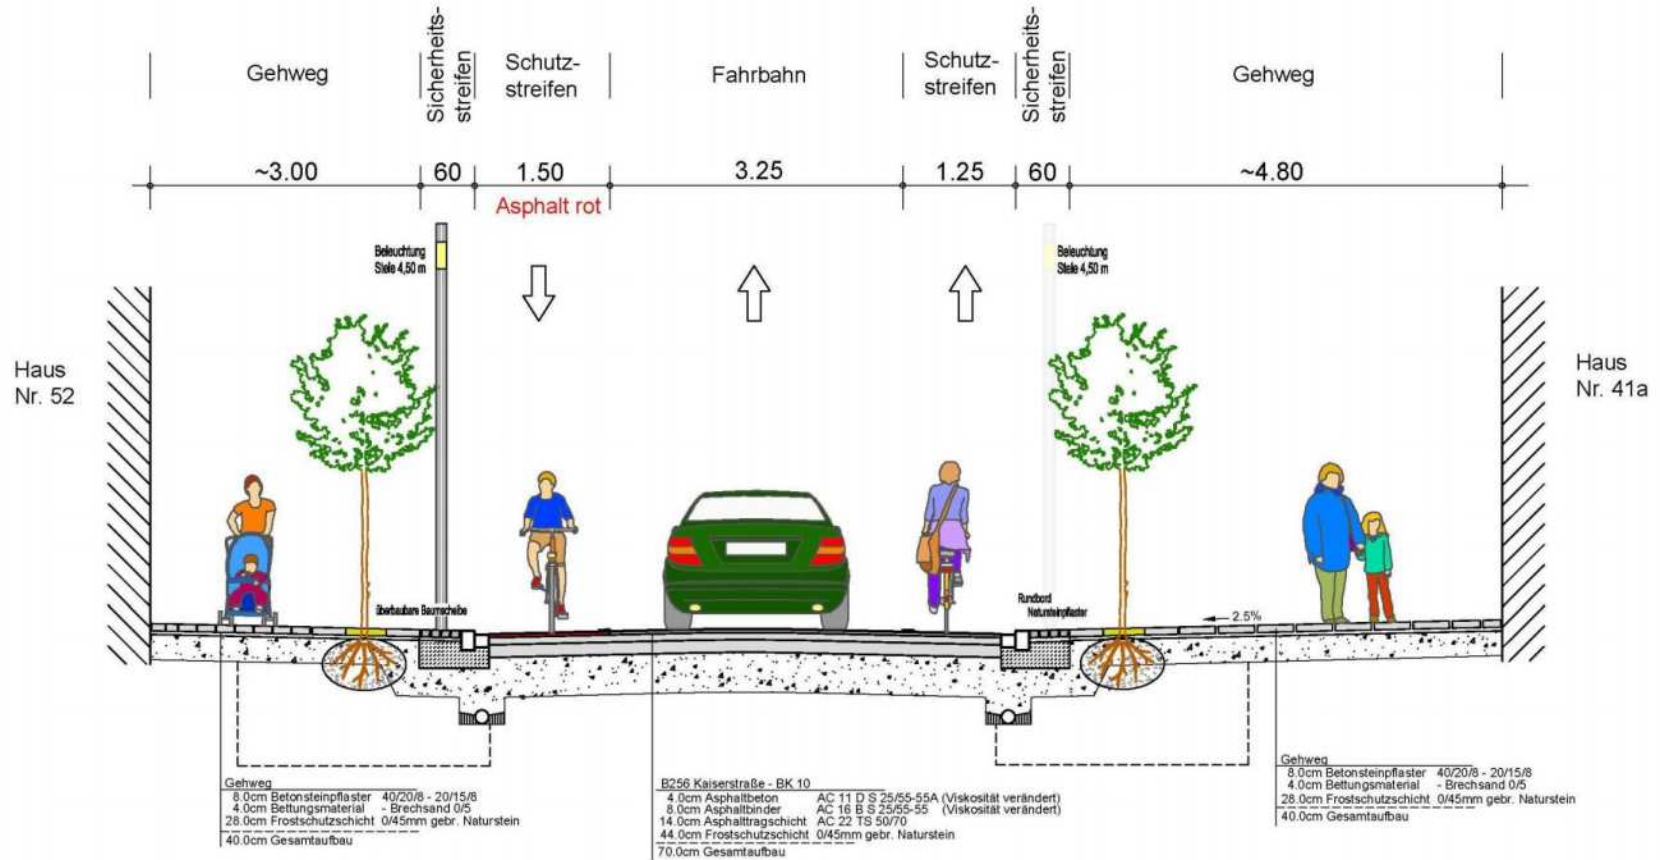 Gehweg
Sicherheits-
streifen
Schutz-
streifen
Fahrbahn
Schutz-
streifen
Sicherheits-
streifen
Gehweg
~3.00
60
1.50
3.25
1.25
60
~4.80
Asphalt rot
Beleuchtung
Stele 4,50 m
Beleuchtung
Stele 4,50 m
Haus
Nr. 52
Haus
Nr. 41a
überbaubare Baumscheibe
Rundbord
Natursteinpflaster
2.5%
Gehweg
8.0cm Betonsteinpflaster 40/20/8 - 20/15/8
4.0cm Bettungsmaterial - Brechsand 0/5
28.0cm Frostschutzschicht 0/45mm gebr. Naturstein
40.0cm Gesamtaufbau
B256 Kaiserstraße - BK 10
4.0cm Asphaltbeton AC 11 D S 25/55-55A (Viskosität verändert)
8.0cm Asphaltbinder AC 16 B S 25/55-55 (Viskosität verändert)
14.0cm Asphalttragschicht AC 22 TS 50/70
44.0cm Frostschutzschicht 0/45mm gebr. Naturstein
70.0cm Gesamtaufbau
Gehweg
8.0cm Betonsteinpflaster 40/20/8 - 20/15/8
4.0cm Bettungsmaterial - Brechsand 0/5
28.0cm Frostschutzschicht 0/45mm gebr. Naturstein
40.0cm Gesamtaufbau